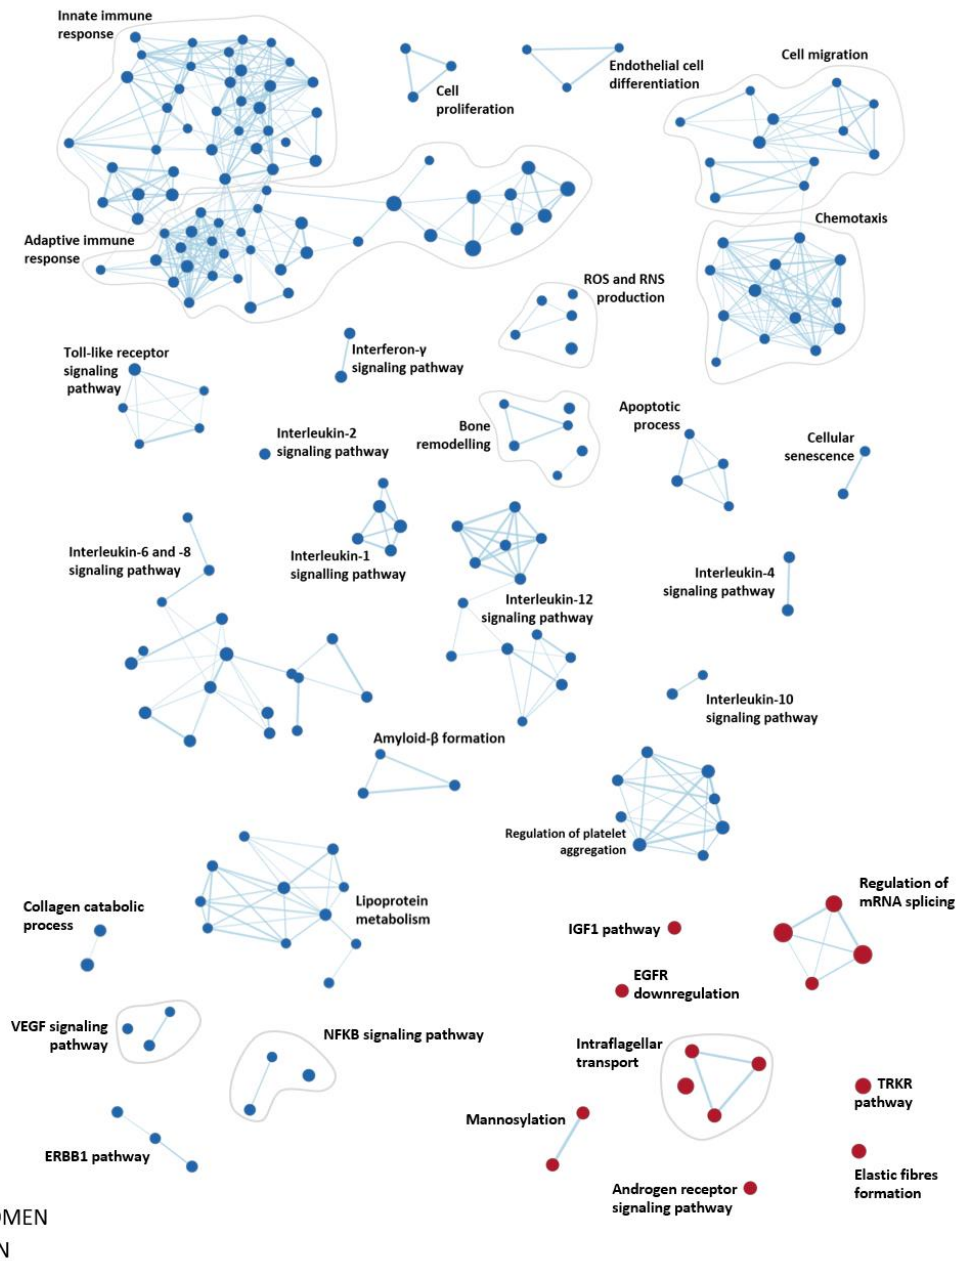 Innate immune
response
Cell
proliferation
Endothelial cell
differentiation
Cell migration
Adaptive immune
response
Chemotaxis
ROS and RNS
production
Toll-like receptor
signaling
pathway
Interferon-γ
signaling pathway
Interleukin-2
signaling pathway
Bone
remodelling
Apoptotic
process
Cellular
senescence
Interleukin-6 and -8
signaling pathway
Interleukin-1
signalling pathway
Interleukin-12
signaling pathway
Interleukin-4
signaling pathway
Interleukin-10
signaling pathway
Amyloid-β formation
Regulation of platelet
aggregation
Collagen catabolic
process
Lipoprotein
metabolism
Regulation of
mRNA splicing
IGF1 pathway
EGFR
downregulation
VEGF signaling
pathway
NFKB signaling pathway
Intraflagellar
transport
TRKR
pathway
Mannosylation
ERBB1 pathway
Elastic fibres
formation
Androgen receptor
signaling pathway